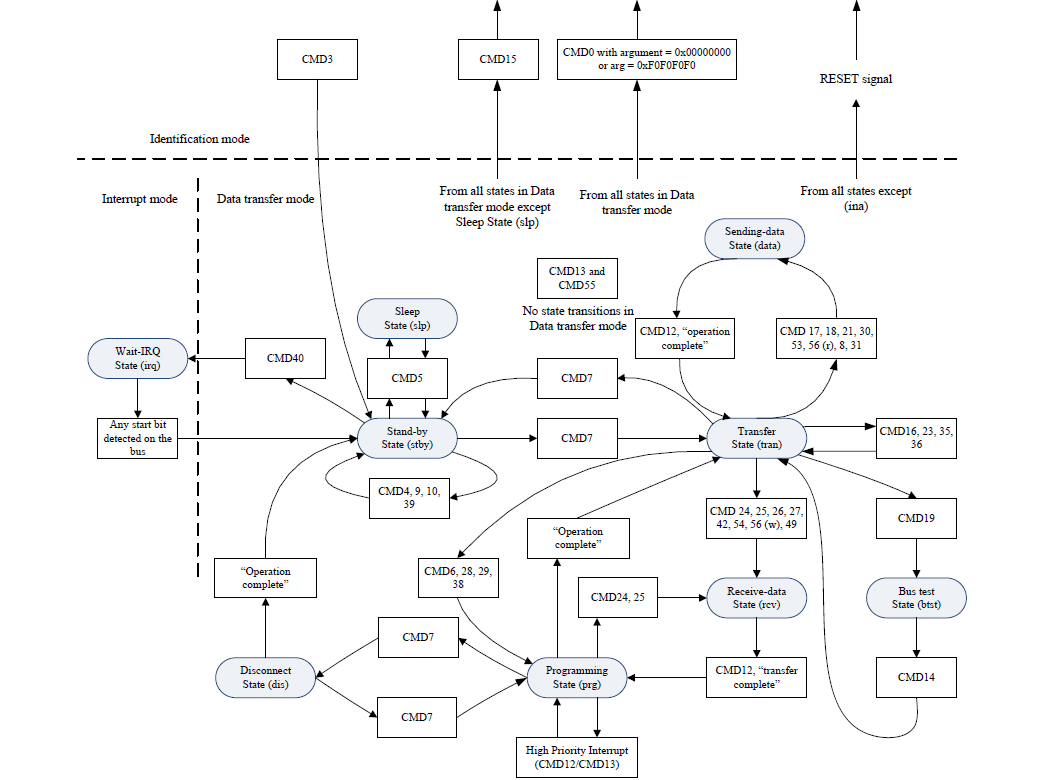 CMD3
CMD15
CMD0 with argument = 0x00000000
or arg = 0xF0F0F0F0
RESET signal
Identification mode
Interrupt mode
Data transfer mode
From all states in Data
transfer mode except
Sleep State (slp)
From all states in Data
transfer mode
From all states except
(ina)
Sending-data
State (data)
CMD13 and
CMD55
No state transitions in
Data transfer mode
Sleep
State (slp)
CMD12, “operation
complete”
CMD 17, 18, 21, 30,
53, 56 (r), 8, 31
Wait-IRQ
State (irq)
CMD40
CMD5
CMD7
Any start bit
detected on the
bus
Stand-by
State (stby)
CMD7
Transfer
State (tran)
CMD16, 23, 35,
36
CMD4, 9, 10,
39
CMD 24, 25, 26, 27,
42, 54, 56 (w), 49
CMD19
“Operation
complete”
“Operation
complete”
CMD6, 28, 29,
38
CMD24, 25
Receive-data
State (rcv)
Bus test
State (btst)
CMD7
Disconnect
State (dis)
Programming
State (prg)
CMD12, “transfer
complete”
CMD14
CMD7
High Priority Interrupt
(CMD12/CMD13)